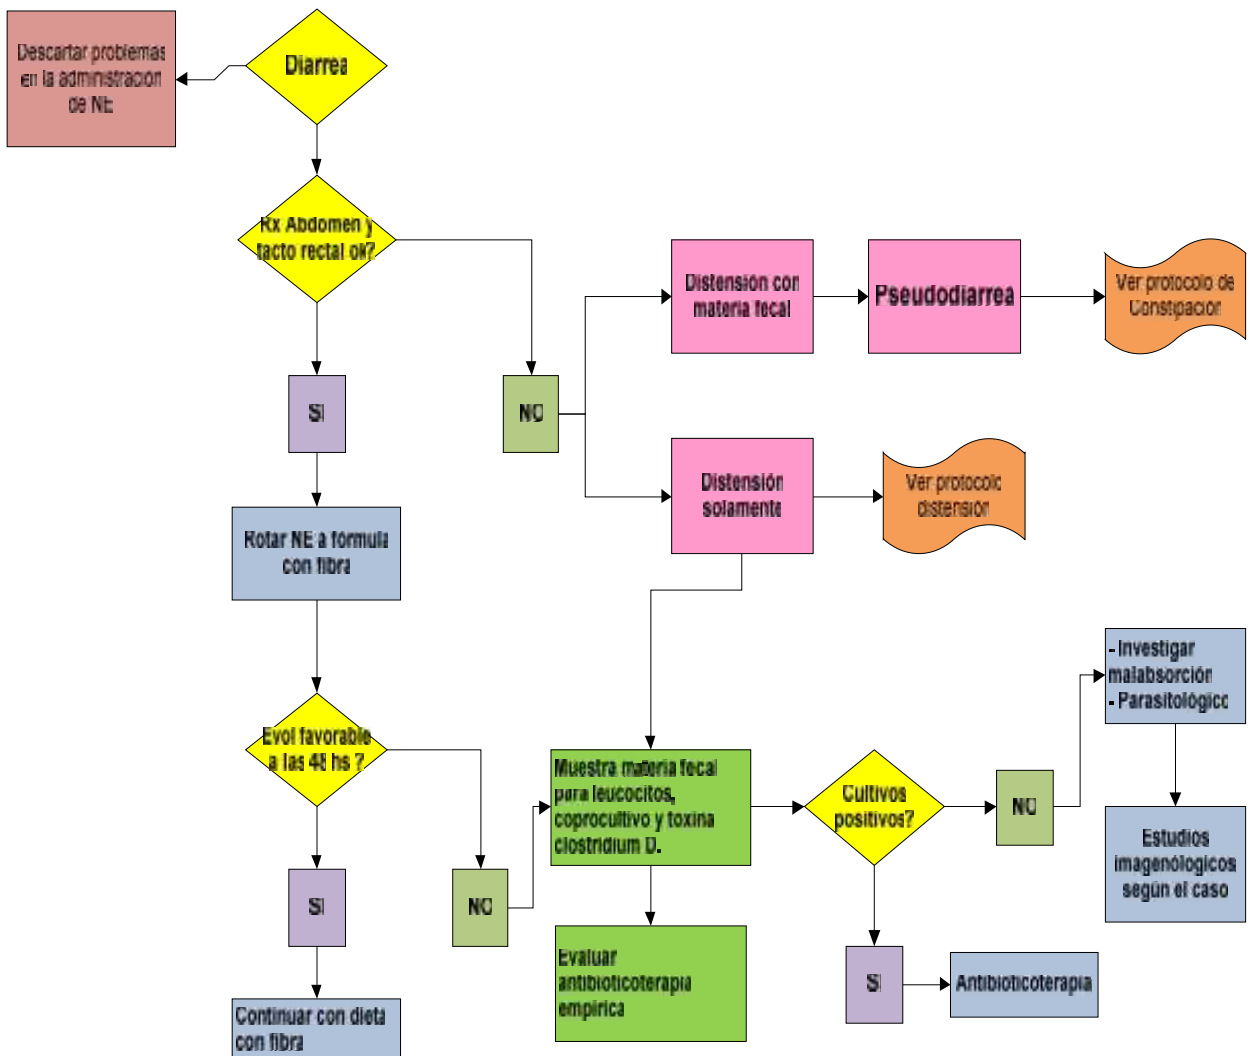 Descartar problemas
en la administración
de NE
Diarrea
Rx Abdomen y
tacto rectal ok?
SI
NO
Distensión con
materia fecal
Pseudodiarrea
Ver protocolo de
Constipación
Distensión
solamente
Ver protocolo
distensión
Rotar NE a fórmula
con fibra
Evol favorable
a las 48 hs ?
SI
NO
Continuar con dieta
con fibra
Muestra materia fecal
para leucocitos,
coprocultivo y toxina
clostridium D.
Evaluar
antibioticoterapia
empírica
Cultivos
positivos?
SI
Antibioticoterapia
NO
- Investigar
malabsorción
- Parasitológico
Estudios
imagenólogicos
según el caso